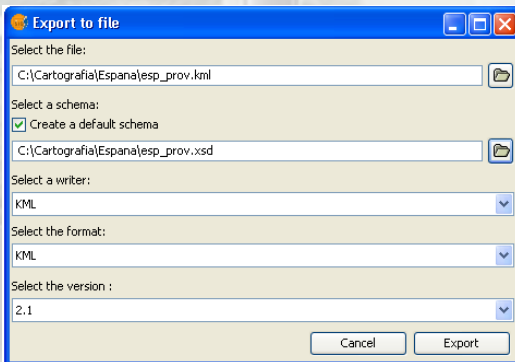 Export to file
Select the file:
C:\Cartografia\Espana\esp_prov.kml
Select a schema:
Create a default schema
C:\Cartografia\Espana\esp_prov.xsd
Select a writer:
KML
Select the format:
KML
Select the version :
2.1
Cancel Export